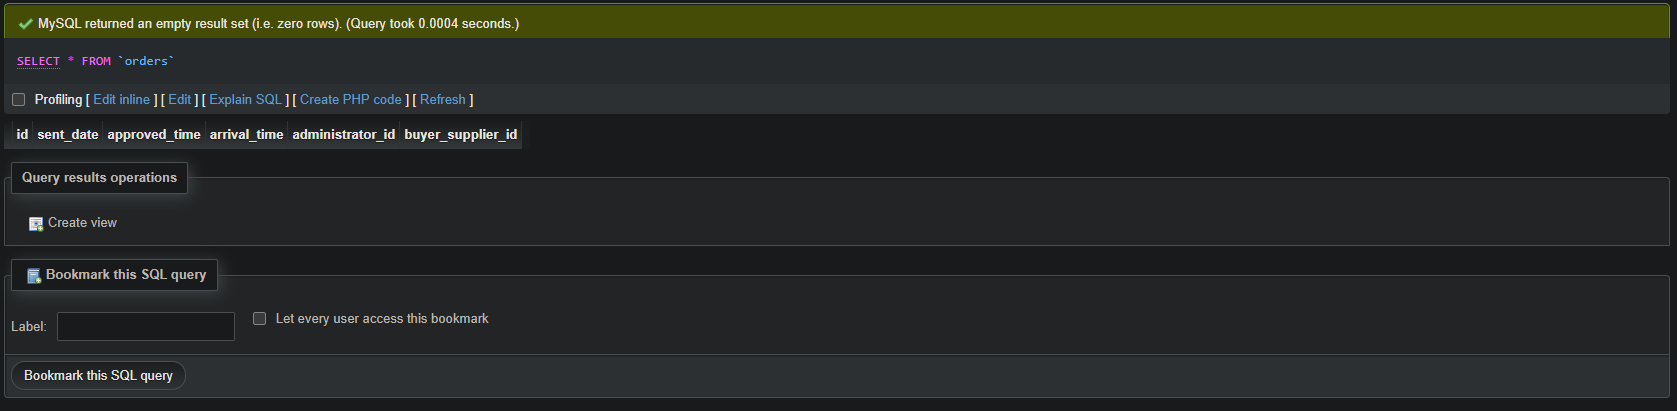 MySQL returned an empty result set (i.e. zero rows). (Query took 0.0004 seconds.)
SELECT * FROM `orders`
Profiling [ Edit inline ] [ Edit ] [ Explain SQL ] [ Create PHP code ] [ Refresh ]
id sent_date approved_time arrival_time administrator_id buyer_supplier_id
Query results operations
Create view
Bookmark this SQL query
Label: Let every user access this bookmark
Bookmark this SQL query